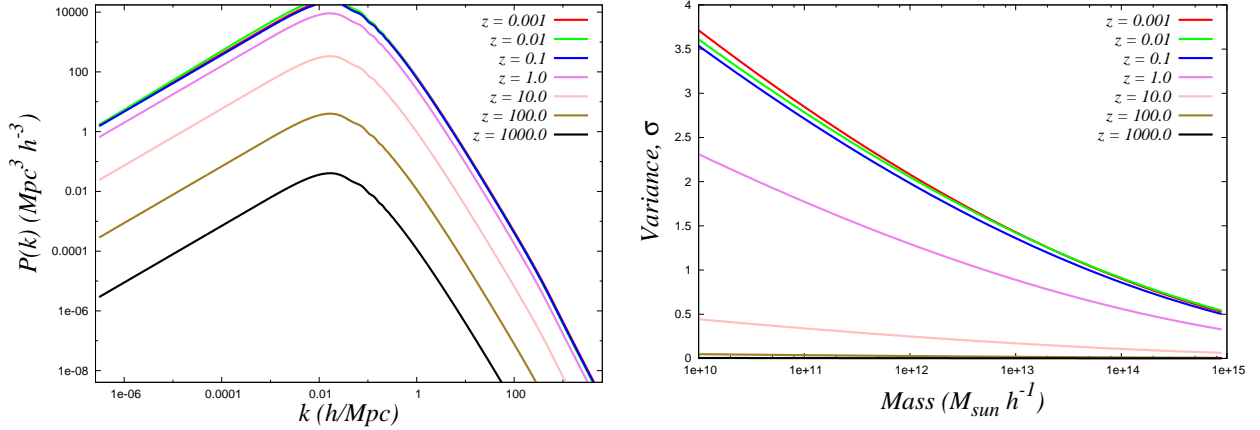 10000
100
1
0.01
0.0001
1e-06
1e-08
1e-06
0.0001
0.01
1
100
P(k) (Mpc³ h⁻³)
k (h/Mpc)
z = 0.001
z = 0.01
z = 0.1
z = 1.0
z = 10.0
z = 100.0
z = 1000.0
4
3.5
3
2.5
2
1.5
1
0.5
0
1e+10
1e+11
1e+12
1e+13
1e+14
1e+15
Variance, σ
Mass (M_sun h⁻¹)
z = 0.001
z = 0.01
z = 0.1
z = 1.0
z = 10.0
z = 100.0
z = 1000.0